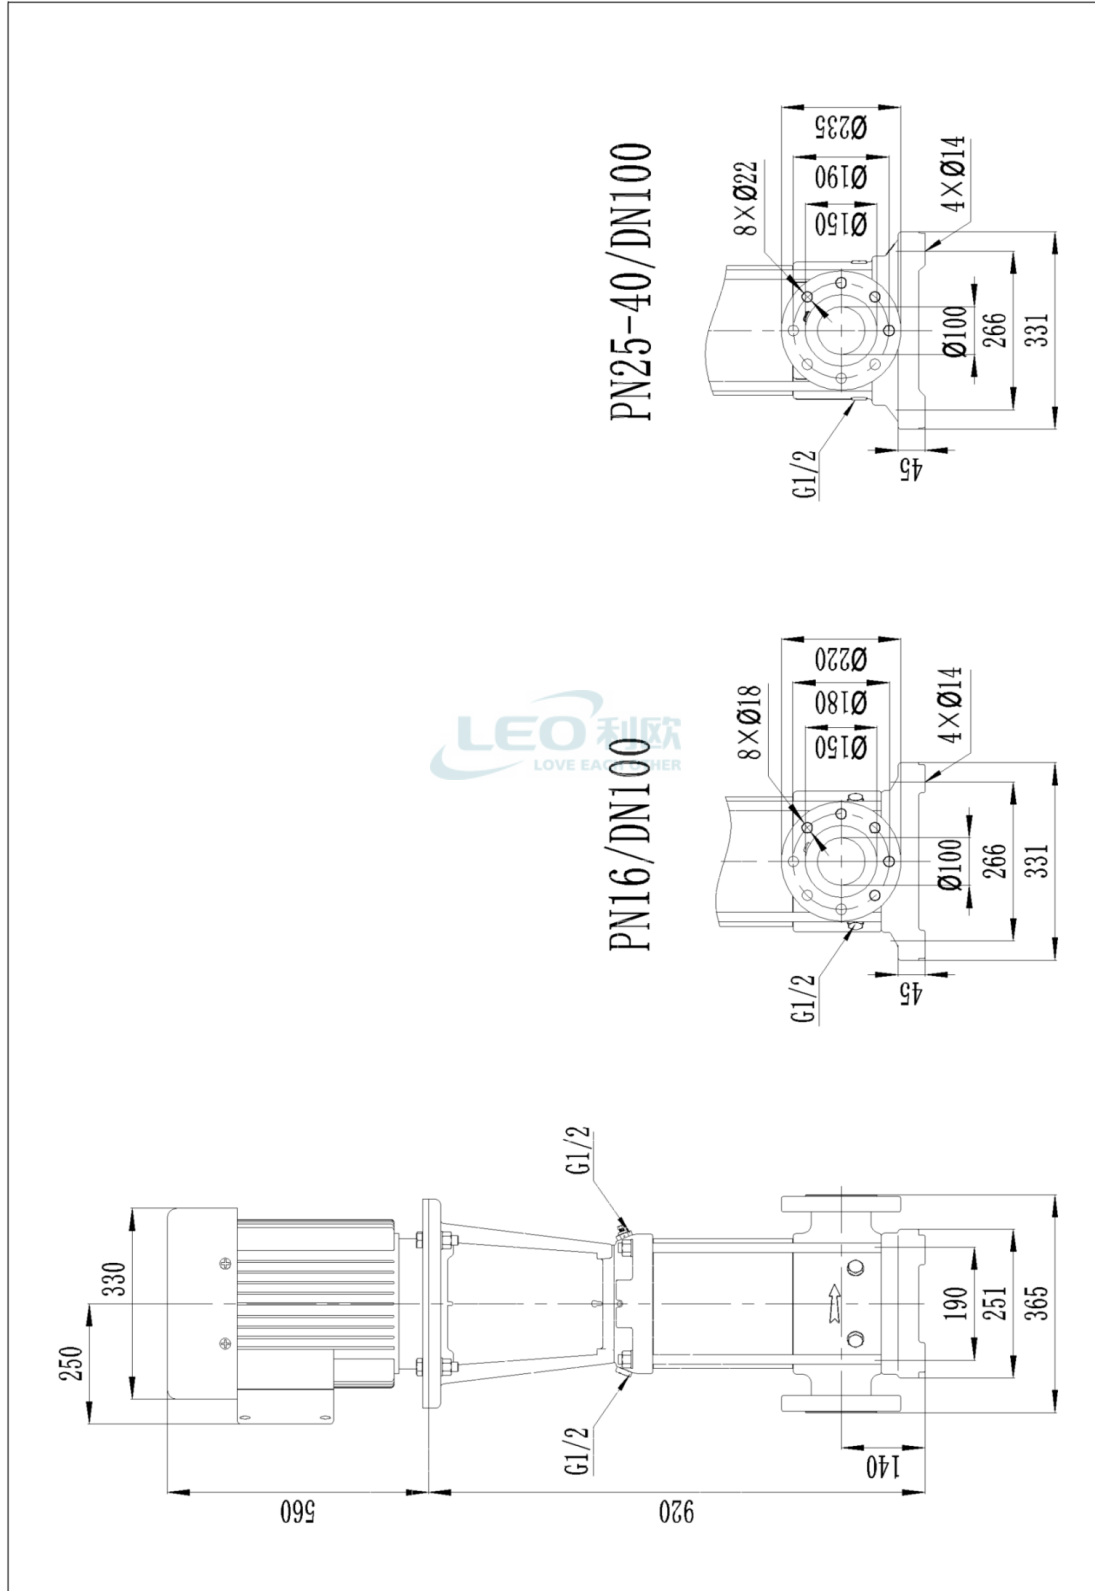 PN25-40/DN100
8×Ø22
Ø235
Ø190
Ø150
4×Ø14
G1/2
45
Ø100
266
331
LEO 利欧
LOVE EACH OTHER
PN16/DN100
8×Ø18
Ø220
Ø180
Ø150
4×Ø14
G1/2
45
Ø100
266
331
250
330
G1/2
G1/2
560
920
140
190
251
365